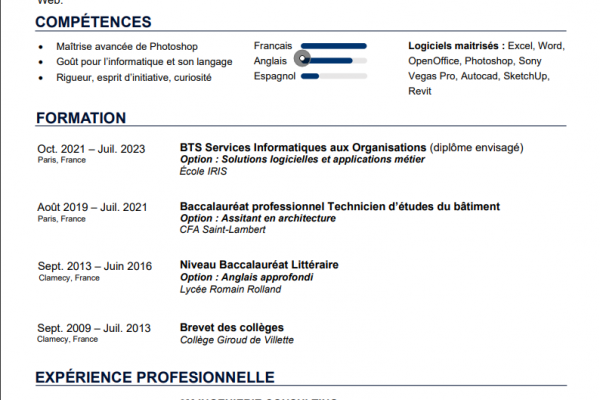 Web.
COMPÉTENCES
• Maîtrise avancée de Photoshop
• Goût pour l'informatique et son langage
• Rigueur, esprit d'initiative, curiosité
Français
Anglais
Espagnol
Logiciels maitrisés : Excel, Word,
OpenOffice, Photoshop, Sony
Vegas Pro, Autocad, SketchUp,
Revit
FORMATION
Oct. 2021 – Juil. 2023
Paris, France
BTS Services Informatiques aux Organisations (diplôme envisagé)
Option : Solutions logicielles et applications métier
École IRIS
Août 2019 – Juil. 2021
Paris, France
Baccalauréat professionnel Technicien d'études du bâtiment
Option : Assitant en architecture
CFA Saint-Lambert
Sept. 2013 – Juin 2016
Clamecy, France
Niveau Baccalauréat Littéraire
Option : Anglais approfondi
Lycée Romain Rolland
Sept. 2009 – Juil. 2013
Clamecy, France
Brevet des collèges
Collège Giroud de Villette
EXPÉRIENCE PROFESIONNELLE